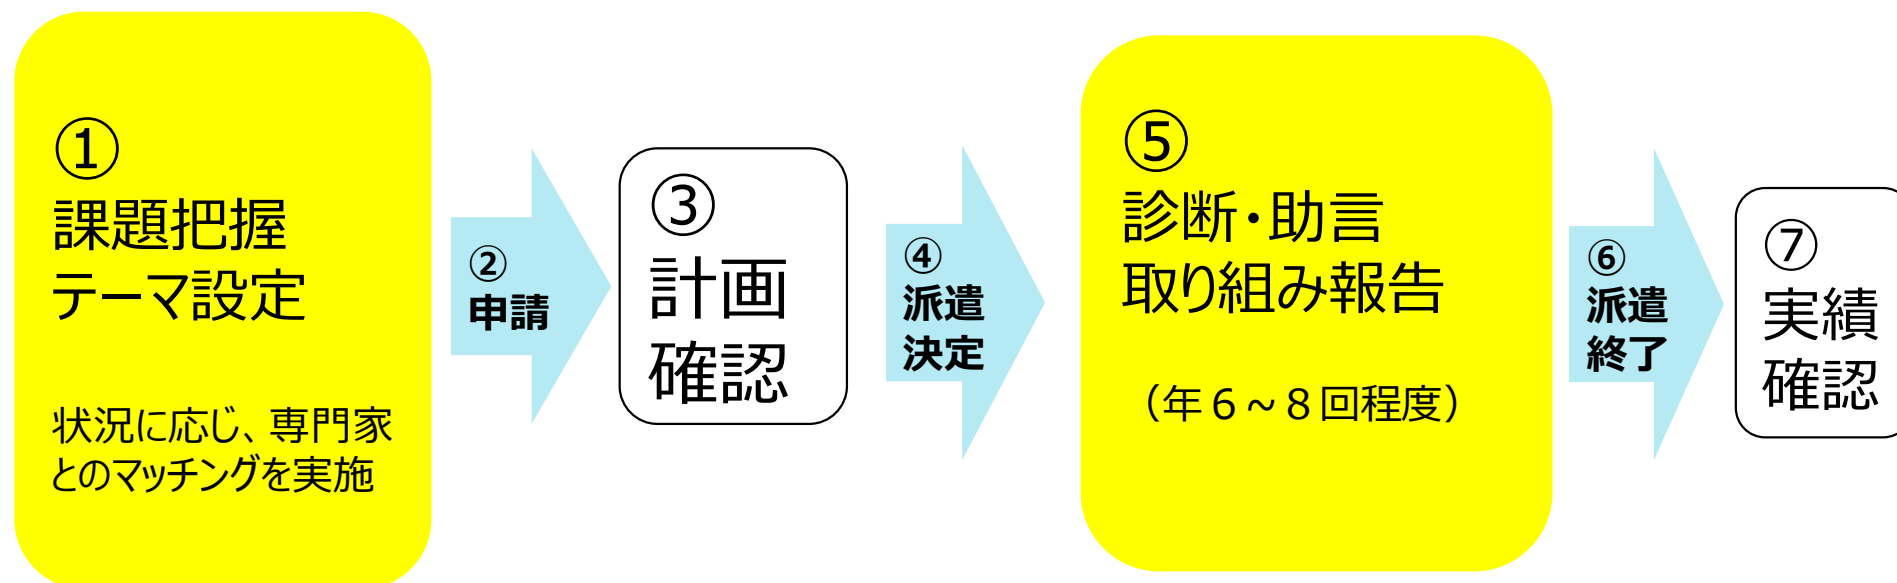 ①
課題把握
テーマ設定
状況に応じ、専門家
とのマッチングを実施
②
申請
③
計画
確認
④
派遣
決定
⑤
診断・助言
取り組み報告
（年６～８回程度）
⑥
派遣
終了
⑦
実績
確認